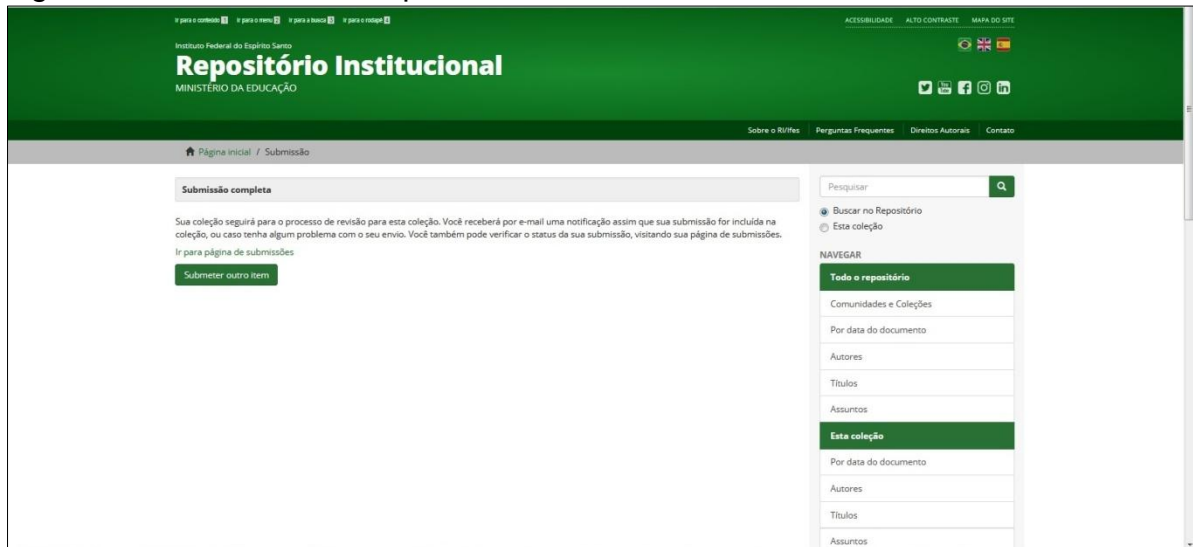 Ir para o conteúdo 1 Ir para o menu 2 Ir para a busca 3 Ir para o rodapé 4
ACESSIBILIDADE ALTO CONTRASTE MAPA DO SITE
Instituto Federal do Espírito Santo
Repositório Institucional
MINISTÉRIO DA EDUCAÇÃO
Sobre o RI/Ifes Perguntas Frequentes Direitos Autorais Contato
Página inicial / Submissão
Submissão completa
Sua coleção seguirá para o processo de revisão para esta coleção. Você receberá por e-mail uma notificação assim que sua submissão for incluída na
coleção, ou caso tenha algum problema com o seu envio. Você também pode verificar o status da sua submissão, visitando sua página de submissões.
Ir para página de submissões
Submeter outro item
Pesquisar
Buscar no Repositório
Esta coleção
NAVEGAR
Todo o repositório
Comunidades e Coleções
Por data do documento
Autores
Títulos
Assuntos
Esta coleção
Por data do documento
Autores
Títulos
Assuntos